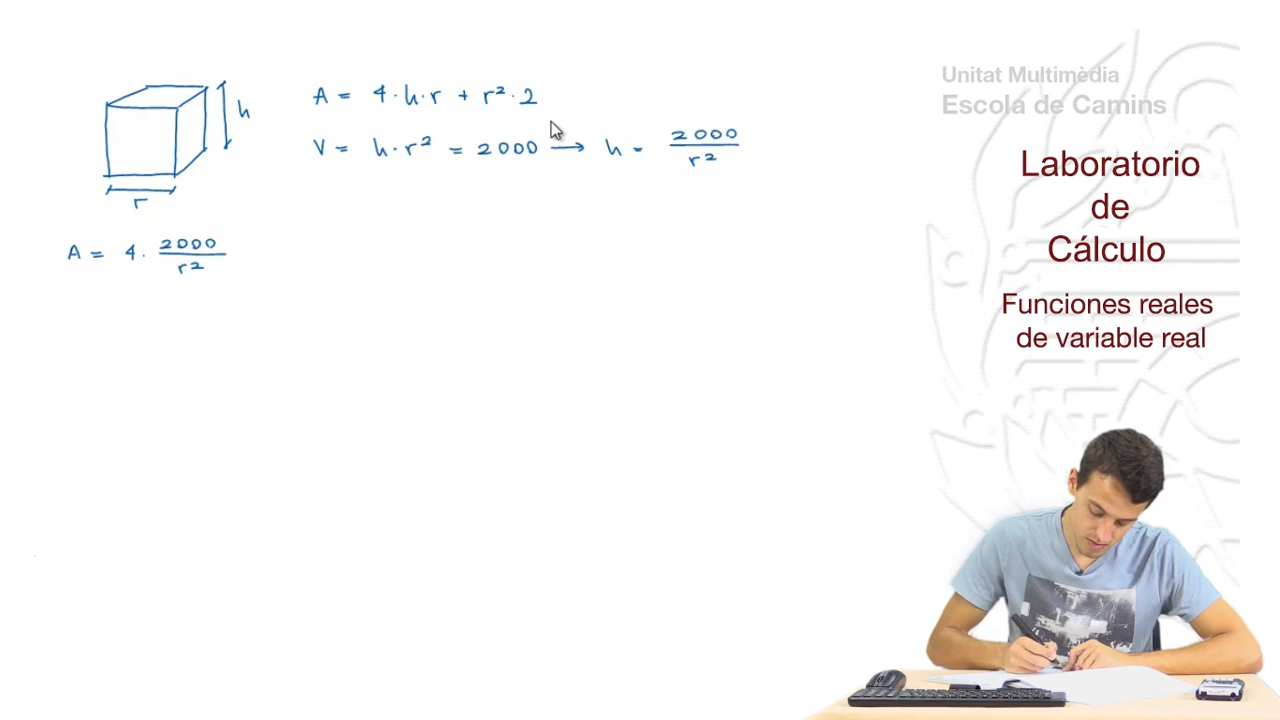 h
r
A = 4·h·r + r²·2
V = h·r² = 2000 → h = 2000/r²
A = 4· 2000/r²
Unitat Multimèdia
Escola de Camins
Laboratorio
de
Cálculo
Funciones reales
de variable real